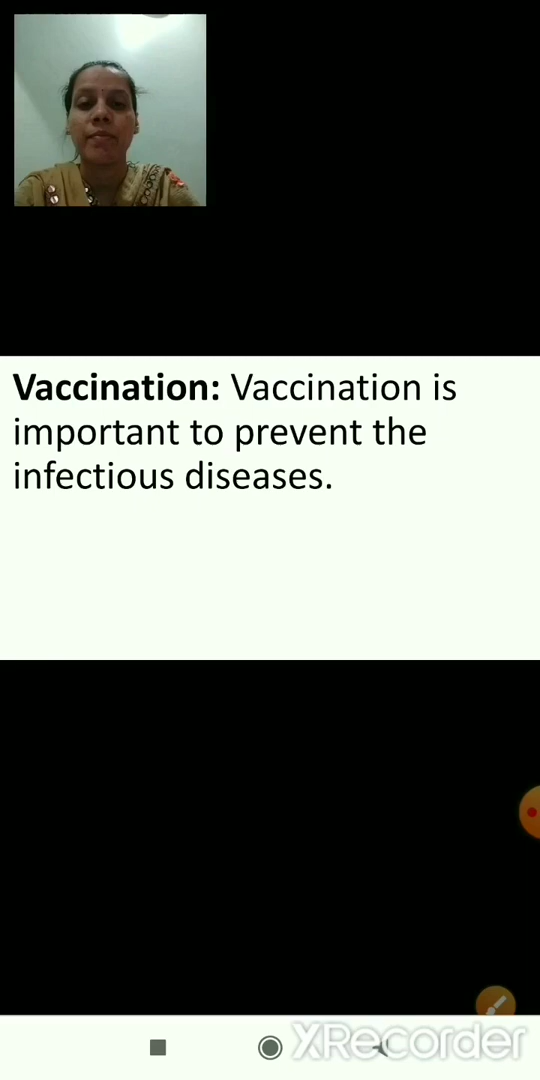 Vaccination: Vaccination is
important to prevent the
infectious diseases.
XRecorder